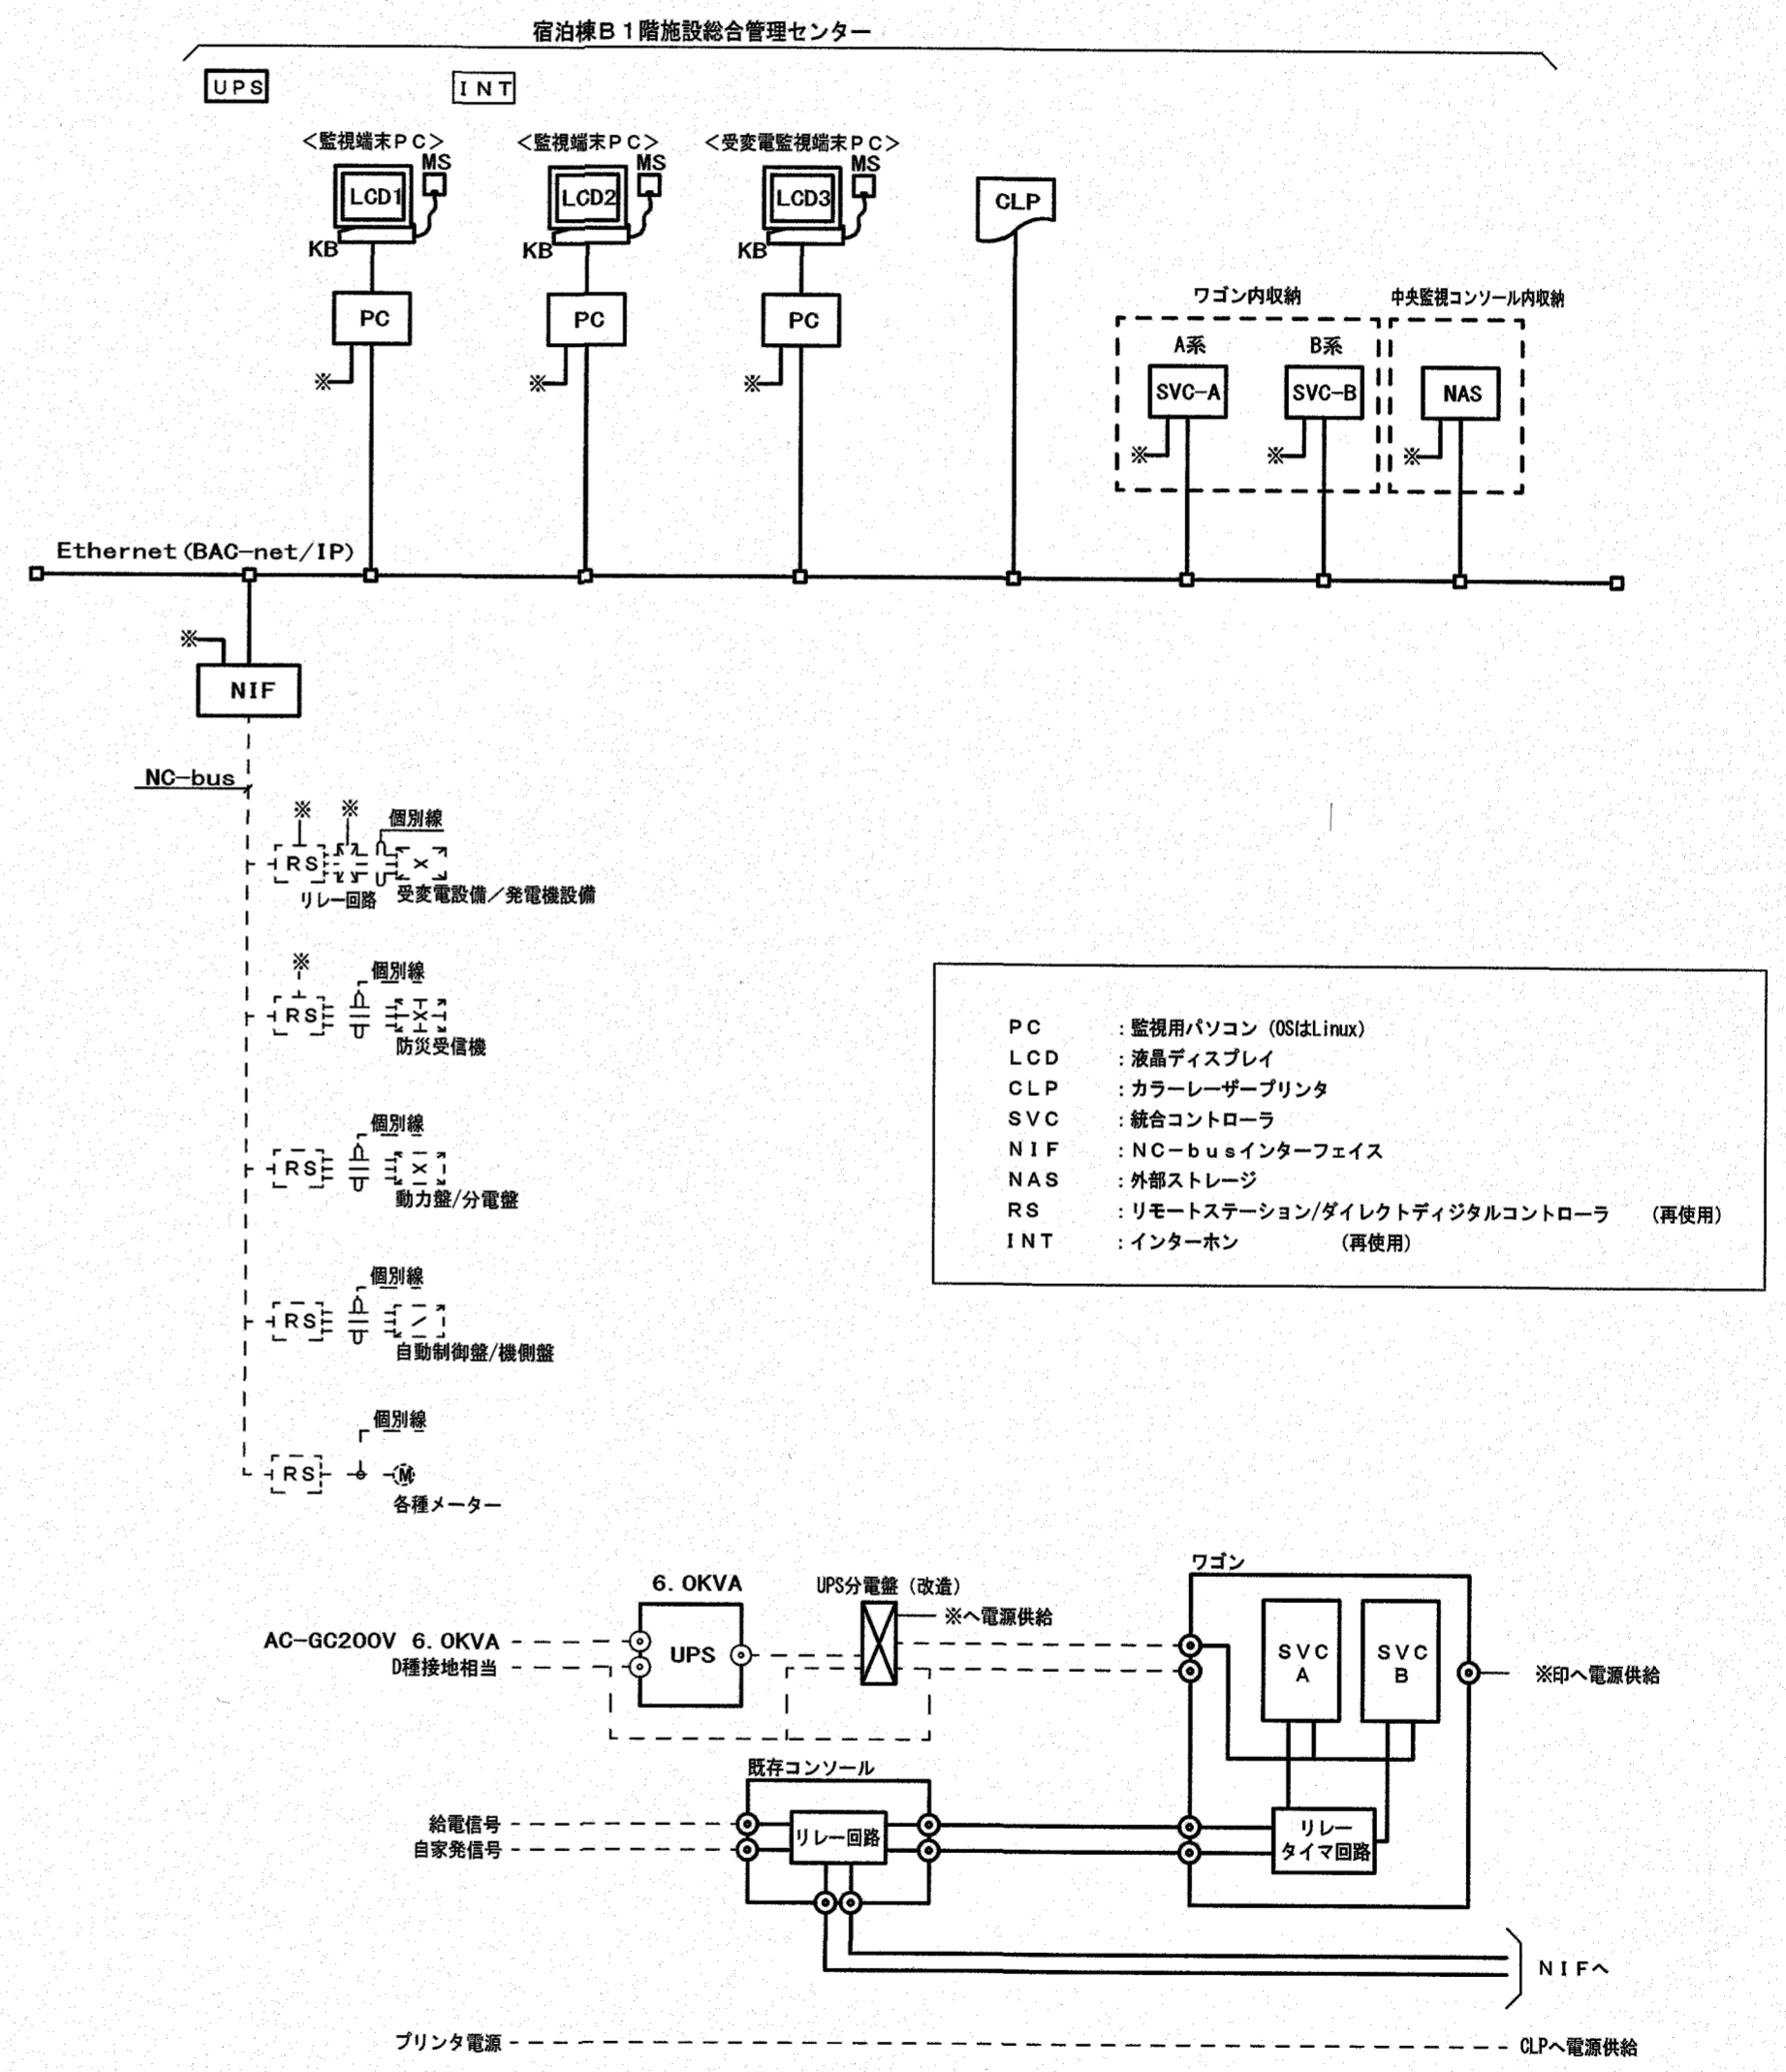 宿泊棟B1階施設総合管理センター
UPS
INT
<監視端末PC>
<監視端末PC>
<受変電監視端末PC>
MS
MS
MS
LCD1
LCD2
LCD3
CLP
KB
KB
KB
ワゴン内収納
中央監視コンソール内収納
PC
PC
PC
A系
B系
※
※
※
SVC-A
SVC-B
NAS
※
※
※
Ethernet(BAC-net/IP)
※
NIF
NC-bus
※
※
個別線
RS
リレー回路
受変電設備/発電機設備
※
個別線
RS
防災受信機
個別線
RS
動力盤/分電盤
個別線
RS
自動制御盤/機側盤
個別線
RS
M
各種メーター
PC :監視用パソコン(OSはLinux)
LCD :液晶ディスプレイ
CLP :カラーレーザープリンタ
SVC :統合コントローラ
NIF :NC-busインターフェイス
NAS :外部ストレージ
RS :リモートステーション/ダイレクトディジタルコントローラ (再使用)
INT :インターホン (再使用)
6.0KVA
UPS分電盤(改造)
ワゴン
※へ電源供給
AC-GC200V 6.0KVA
D種接地相当
UPS
SVC
A
SVC
B
※印へ電源供給
既存コンソール
給電信号
自家発信号
リレー回路
リレー
タイマ回路
NIFへ
プリンタ電源
CLPへ電源供給